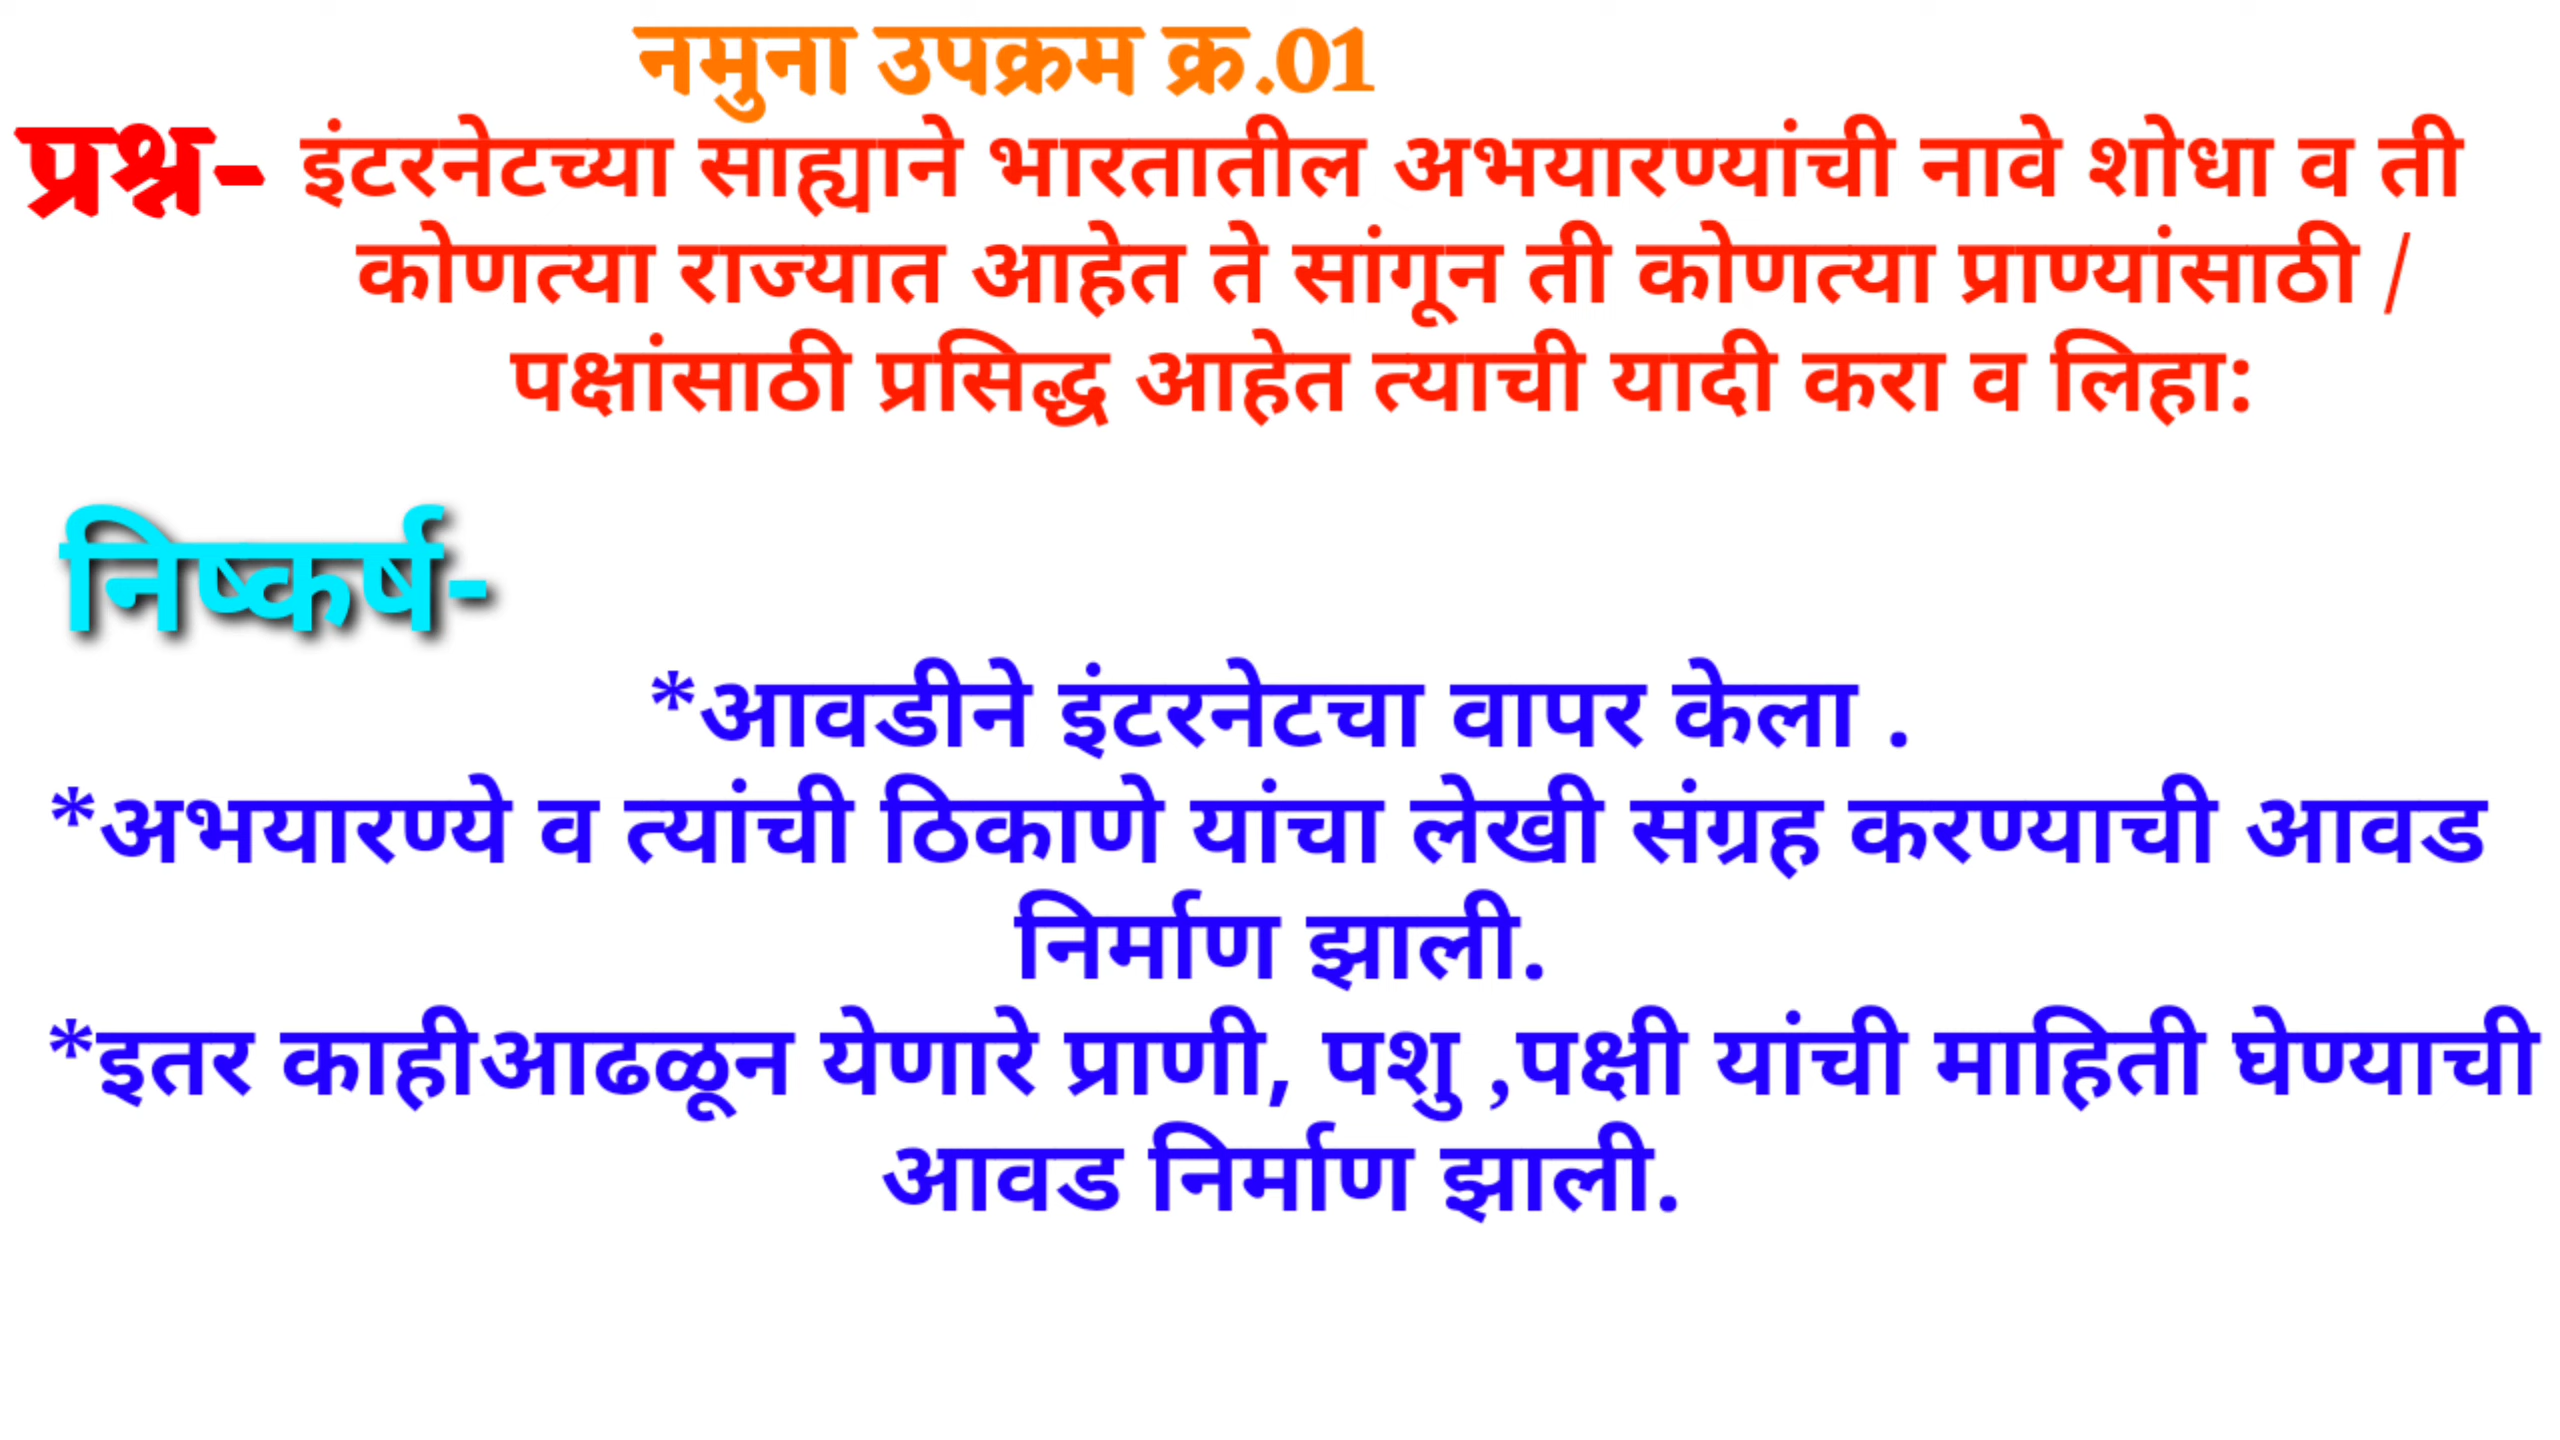 नमुना उपक्रम क्र.01
प्रश्न- इंटरनेटच्या साह्याने भारतातील अभयारण्यांची नावे शोधा व ती
कोणत्या राज्यात आहेत ते सांगून ती कोणत्या प्राण्यांसाठी /
पक्षांसाठी प्रसिद्ध आहेत त्याची यादी करा व लिहा:
निष्कर्ष-
*आवडीने इंटरनेटचा वापर केला .
*अभयारण्ये व त्यांची ठिकाणे यांचा लेखी संग्रह करण्याची आवड
निर्माण झाली.
*इतर काहीआढळून येणारे प्राणी, पशु ,पक्षी यांची माहिती घेण्याची
आवड निर्माण झाली.